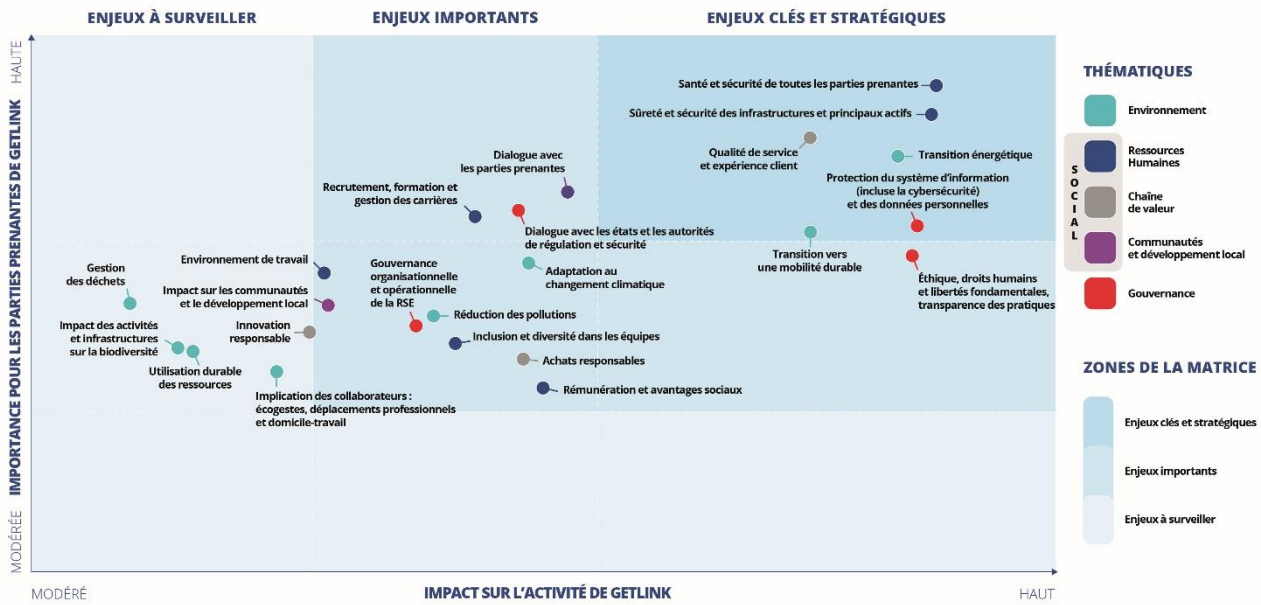 ENJEUX À SURVEILLER
ENJEUX IMPORTANTS
ENJEUX CLÉS ET STRATÉGIQUES
HAUTE
IMPORTANCE POUR LES PARTIES PRENANTES DE GETLINK
MODÉRÉE
Santé et sécurité de toutes les parties prenantes
Sûreté et sécurité des infrastructures et principaux actifs
Qualité de service
et expérience client
Transition énergétique
Protection du système d'information
(incluse la cybersécurité)
et des données personnelles
Transition vers
une mobilité durable
Éthique, droits humains
et libertés fondamentales,
transparence des pratiques
Dialogue avec
les parties prenantes
Recrutement, formation et
gestion des carrières
Dialogue avec les états et les autorités
de régulation et sécurité
Adaptation au
changement climatique
Gouvernance
organisationnelle
et opérationnelle
de la RSE
Réduction des pollutions
Inclusion et diversité dans les équipes
Achats responsables
Rémunération et avantages sociaux
Environnement de travail
Impact sur les communautés
et le développement local
Innovation
responsable
Gestion
des déchets
Impact des activités
et infrastructures
sur la biodiversité
Utilisation durable
des ressources
Implication des collaborateurs :
écogestes, déplacements professionnels
et domicile-travail
MODÉRÉ
IMPACT SUR L'ACTIVITÉ DE GETLINK
HAUT
THÉMATIQUES
Environnement
SOCIAL
Ressources
Humaines
Chaîne
de valeur
Communautés
et développement local
Gouvernance
ZONES DE LA MATRICE
Enjeux clés et stratégiques
Enjeux importants
Enjeux à surveiller